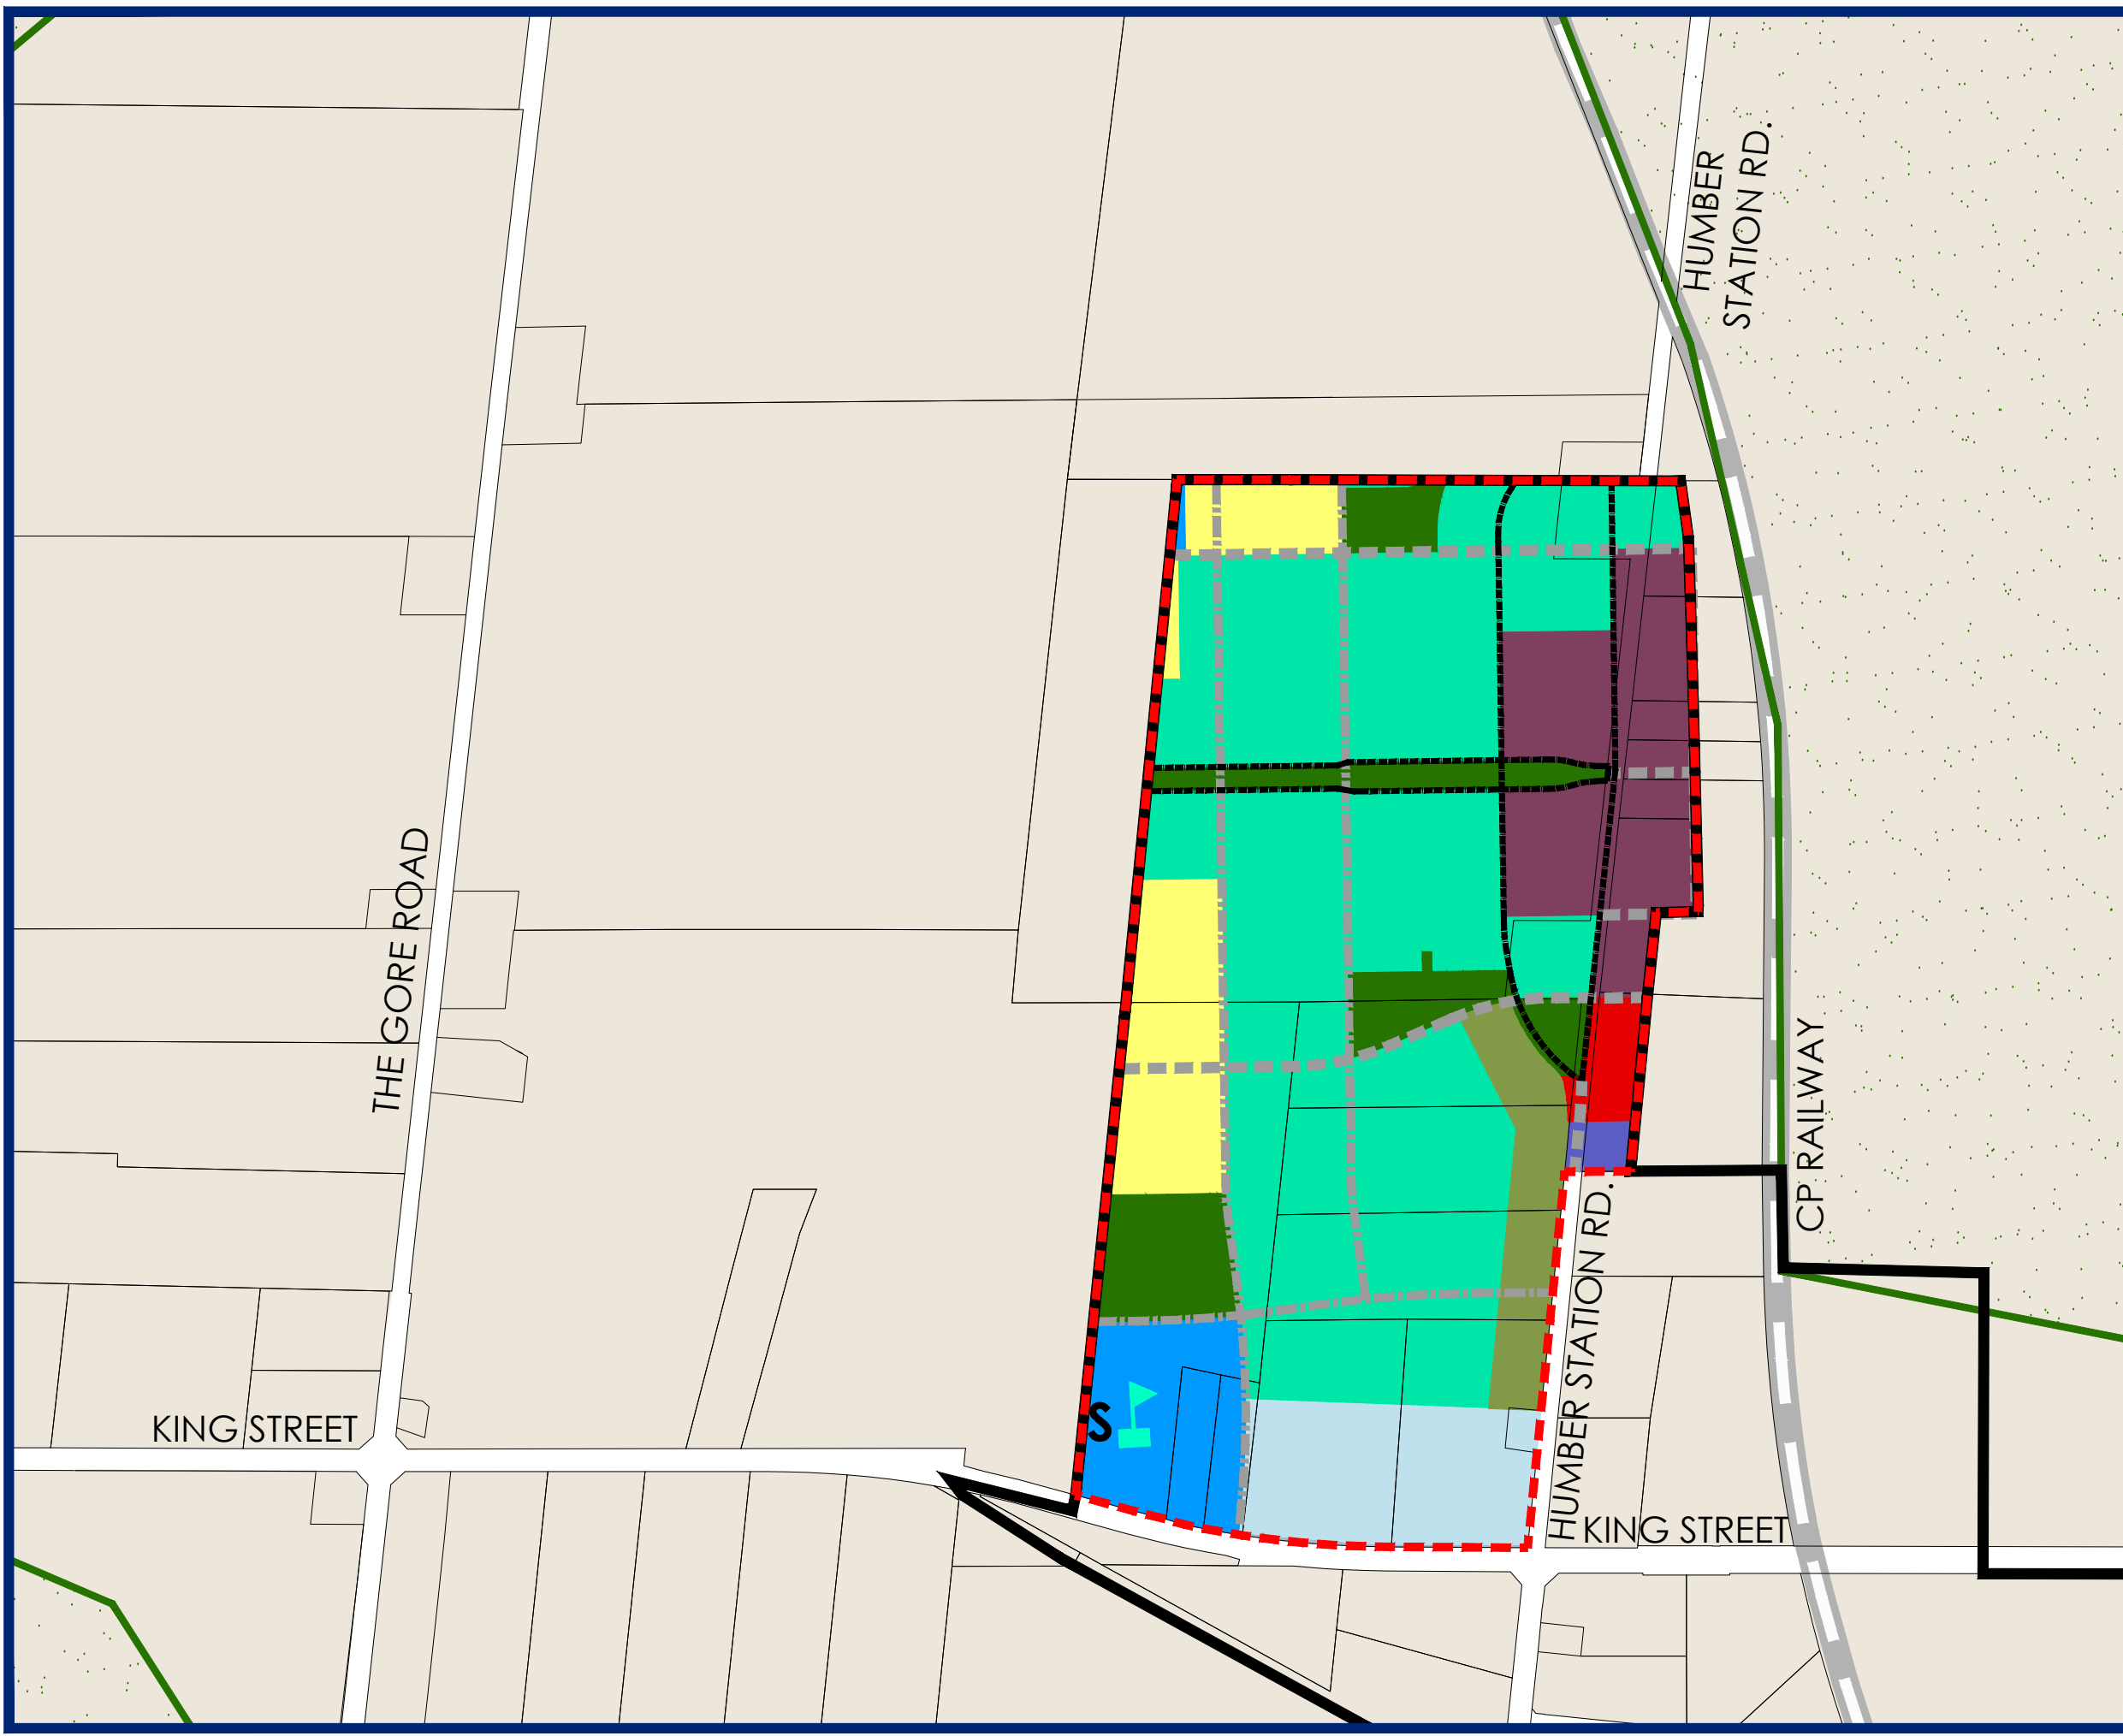 HUMBER
STATION RD.
THE GORE ROAD
CP RAILWAY
HUMBER STATION RD.
S
KING STREET
KING STREET